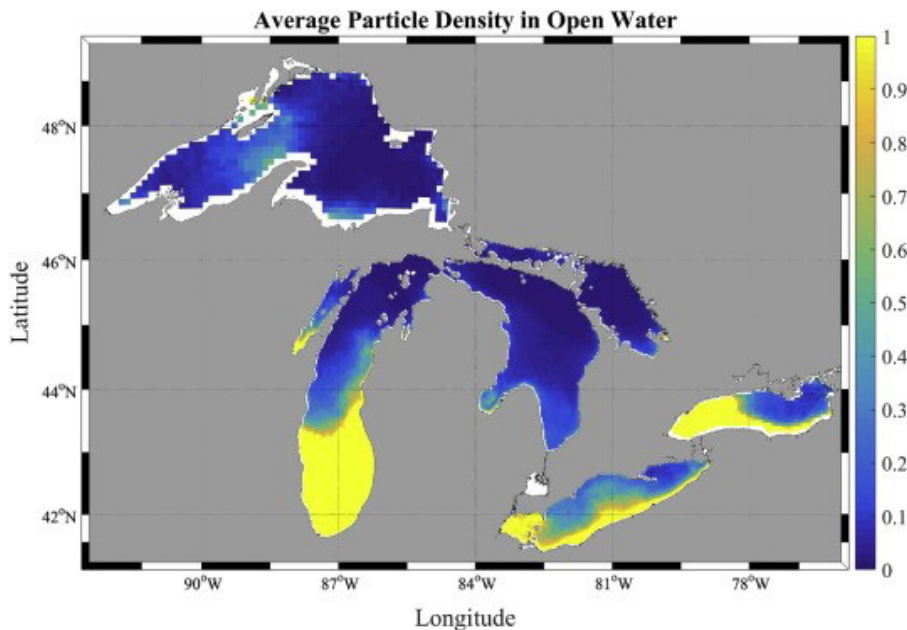 Average Particle Density in Open Water
1
0.9
48°N
0.8
0.7
46°N
0.6
Latitude
0.5
44°N
0.4
0.3
0.2
42°N
0.1
0
90°W 87°W 84°W 81°W 78°W
Longitude